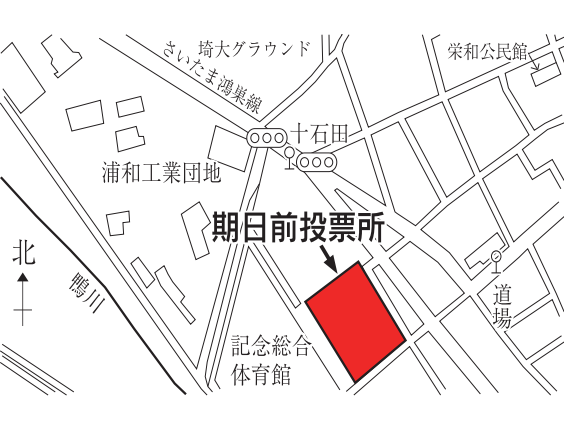 埼大グラウンド
さいたま鴻巣線
栄和公民館
十石田
浦和工業団地
期日前投票所
北
鴨川
道場
記念総合
体育館